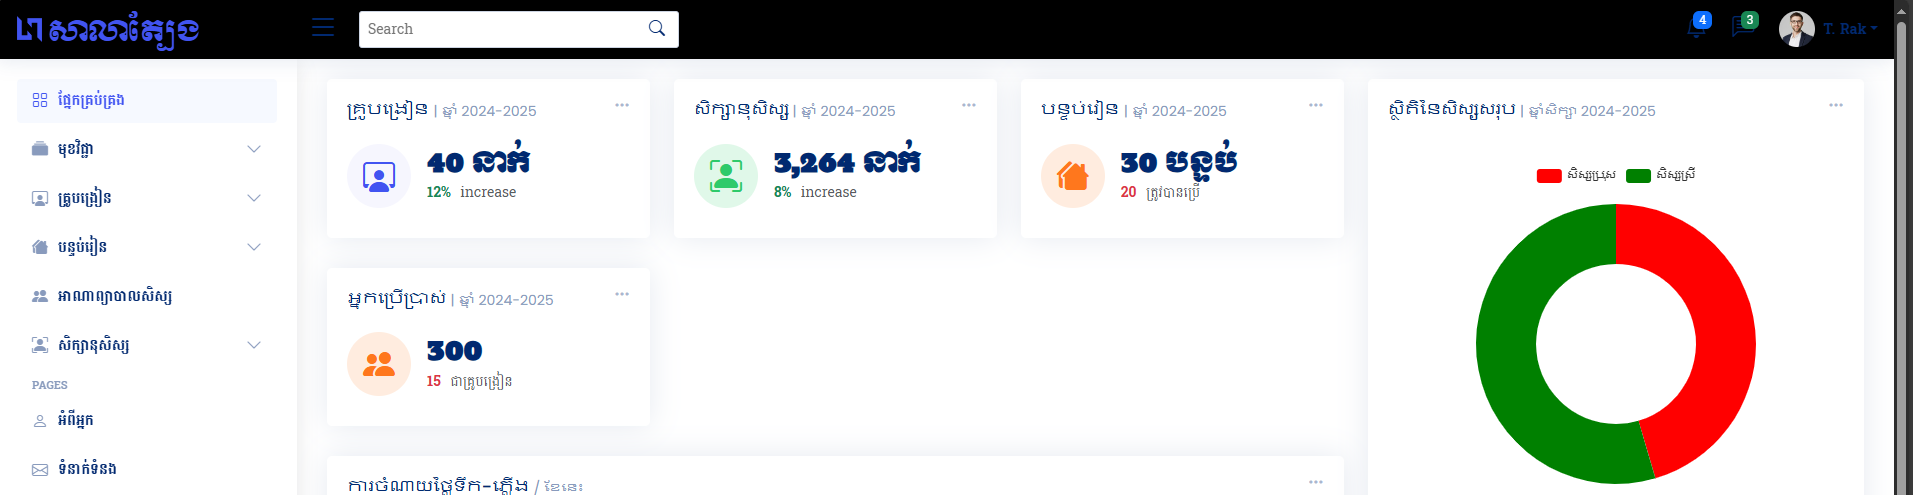 សាលាត្បែង
Search
4
3
T. Rak
ផ្នែកគ្រប់គ្រង
មុខវិជ្ជា
គ្រូបង្រៀន
បន្ទប់រៀន
អាណាព្យាបាលសិស្ស
សិក្សានុសិស្ស
PAGES
អំពីអ្នក
ទំនាក់ទំនង
គ្រូបង្រៀន | ឆ្នាំ 2024-2025
40 នាក់
12% increase
សិក្សានុសិស្ស | ឆ្នាំ 2024-2025
3,264 នាក់
8% increase
បន្ទប់រៀន | ឆ្នាំ 2024-2025
30 បន្ទប់
20 ត្រូវបានប្រើ
អ្នកប្រើប្រាស់ | ឆ្នាំ 2024-2025
300
15 ជាគ្រូបង្រៀន
ការចំណាយថ្លៃទឹក-ភ្លើង / ខែនេះ
ស្ថិតិនៃសិស្សសរុប | ឆ្នាំសិក្សា 2024-2025
សិស្សប្រុស សិស្សស្រី